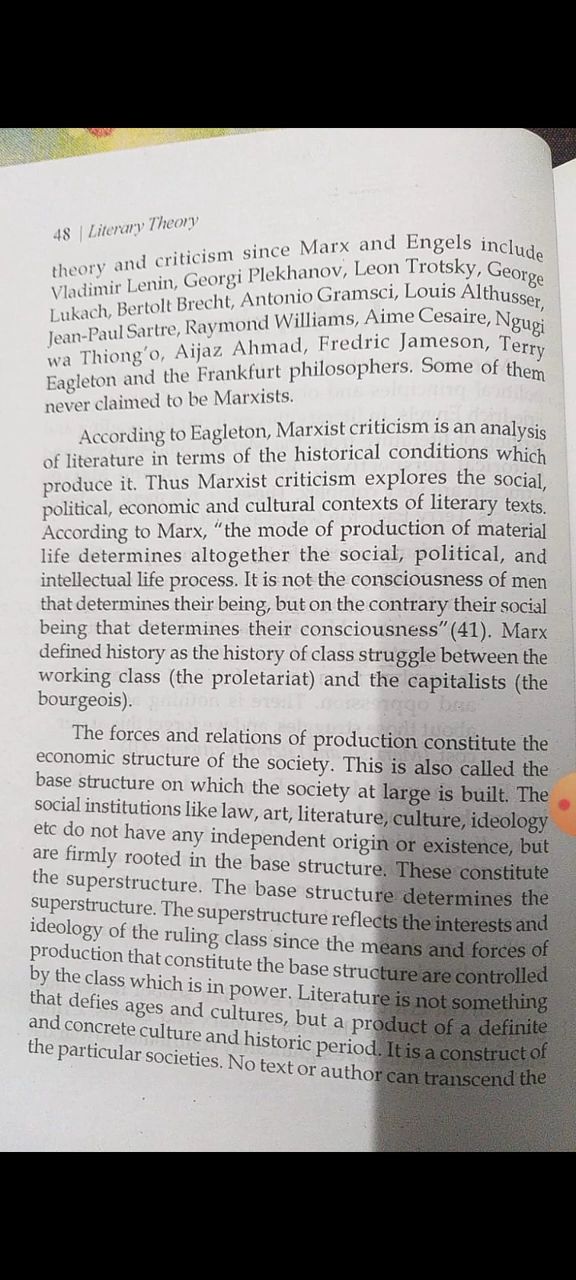 48 | Literary Theory
theory and criticism since Marx and Engels include
Vladimir Lenin, Georgi Plekhanov, Leon Trotsky, George
Lukach, Bertolt Brecht, Antonio Gramsci, Louis Althusser,
Jean-Paul Sartre, Raymond Williams, Aime Cesaire, Ngugi
wa Thiong'o, Aijaz Ahmad, Fredric Jameson, Terry
Eagleton and the Frankfurt philosophers. Some of them
never claimed to be Marxists.
According to Eagleton, Marxist criticism is an analysis
of literature in terms of the historical conditions which
produce it. Thus Marxist criticism explores the social,
political, economic and cultural contexts of literary texts.
According to Marx, "the mode of production of material
life determines altogether the social, political, and
intellectual life process. It is not the consciousness of men
that determines their being, but on the contrary their social
being that determines their consciousness"(41). Marx
defined history as the history of class struggle between the
working class (the proletariat) and the capitalists (the
bourgeois).
The forces and relations of production constitute the
economic structure of the society. This is also called the
base structure on which the society at large is built. The
social institutions like law, art, literature, culture, ideology
etc do not have any independent origin or existence, but
are firmly rooted in the base structure. These constitute
the superstructure. The base structure determines the
superstructure. The superstructure reflects the interests and
ideology of the ruling class since the means and forces of
production that constitute the base structure are controlled
by the class which is in power. Literature is not something
that defies ages and cultures, but a product of a definite
and concrete culture and historic period. It is a construct of
the particular societies. No text or author can transcend the